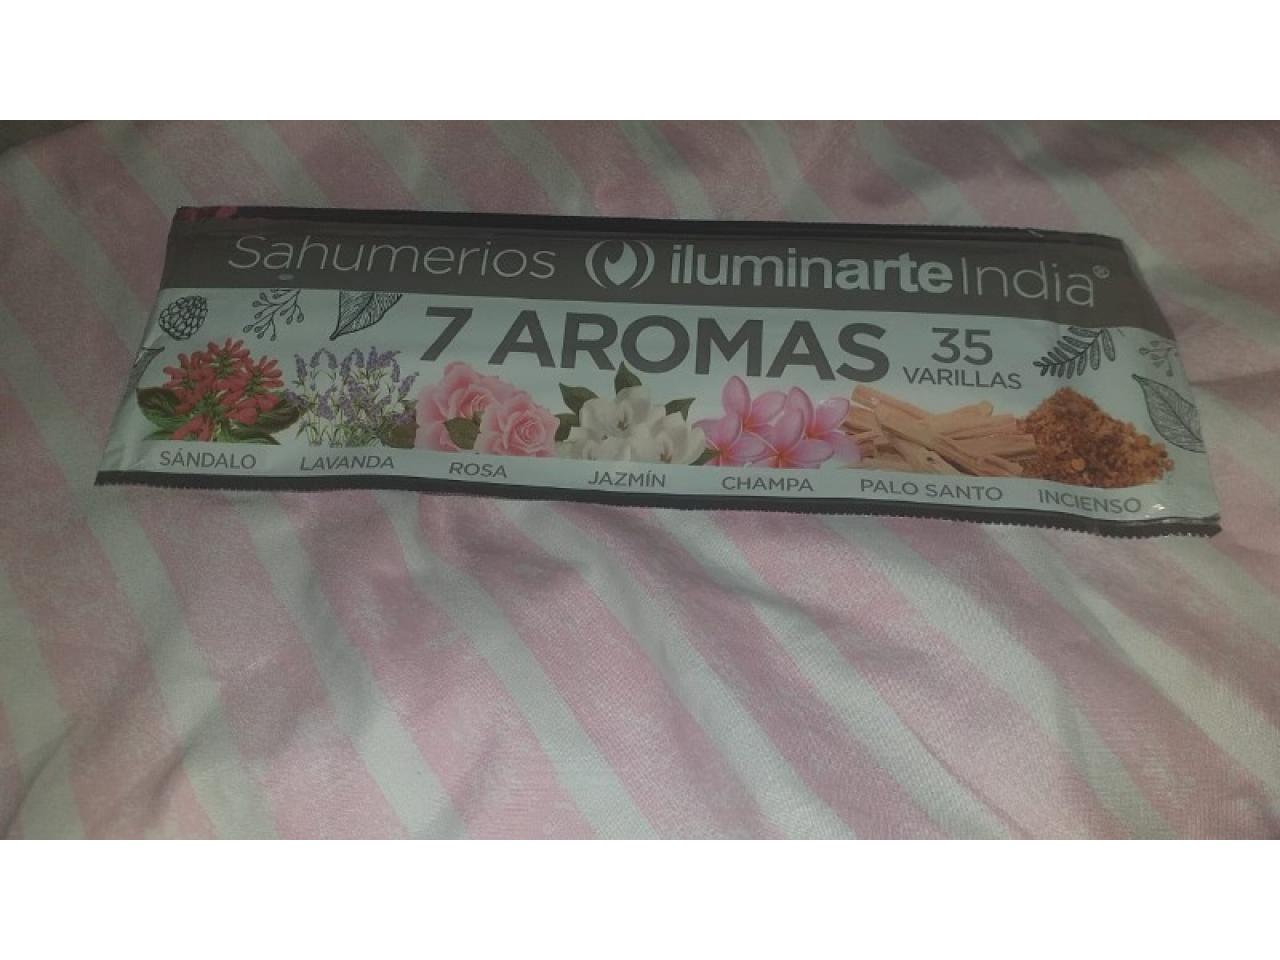 Sahumerios iluminarteIndia®
7 AROMAS 35 VARILLAS
SÁNDALO LAVANDA ROSA JAZMÍN CHAMPA PALO SANTO INCIENSO